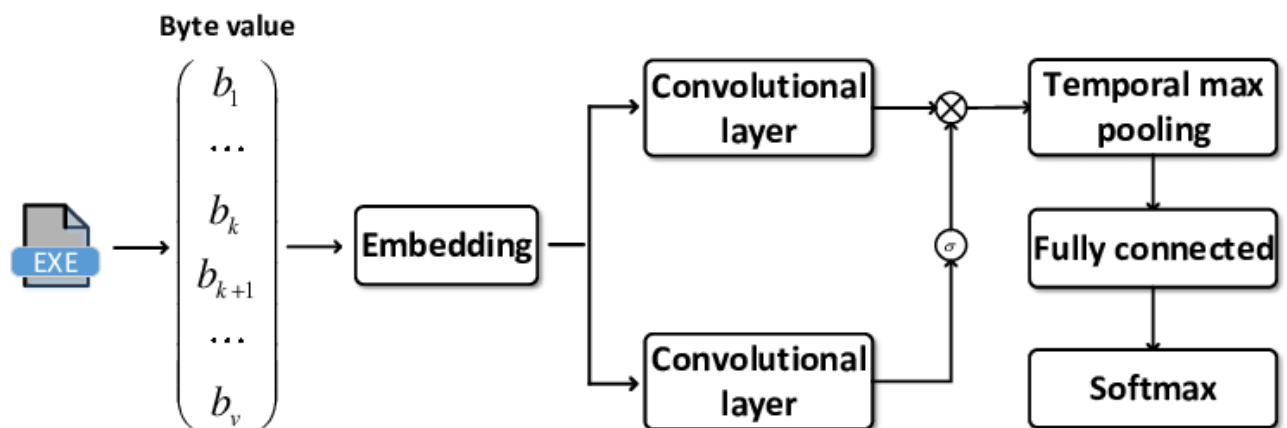 Byte value
b1
...
bk
bk+1
...
bv
EXE
Embedding
Convolutional
layer
Convolutional
layer
⊗
σ
Temporal max
pooling
Fully connected
Softmax